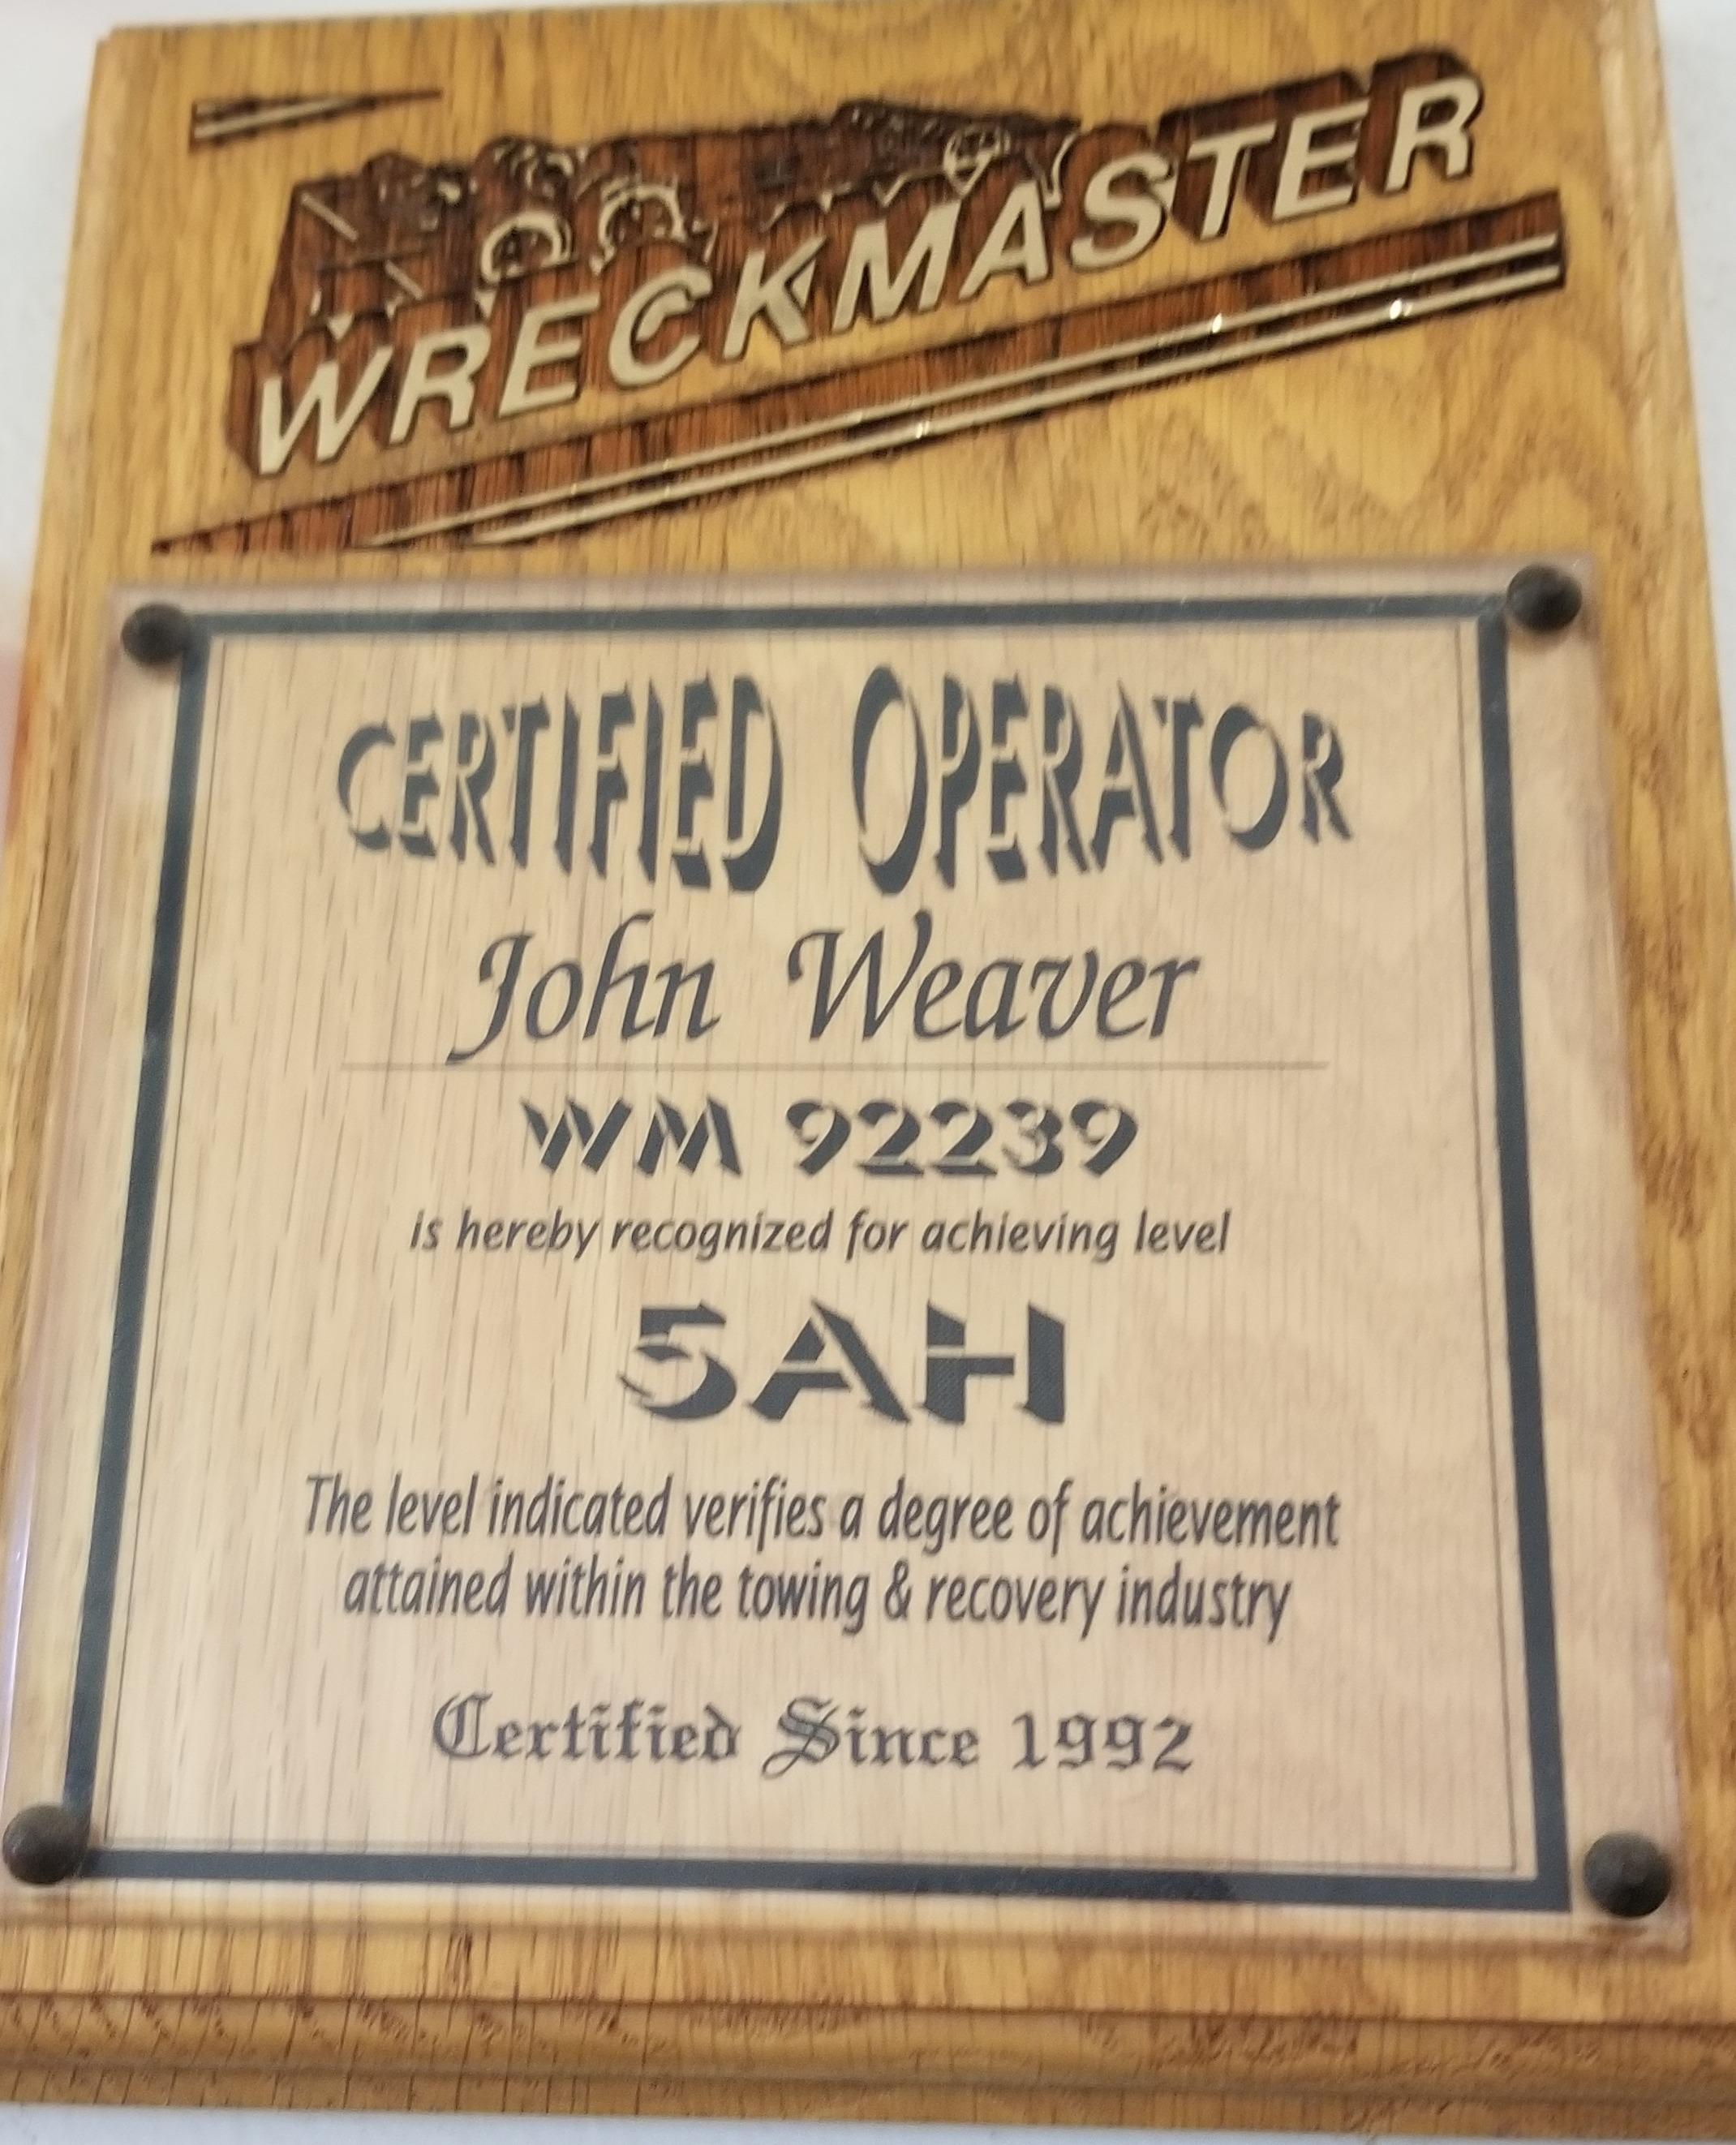 WRECKMASTER
CERTIFIED OPERATOR
John Weaver
WM 92239
is hereby recognized for achieving level
5AH
The level indicated verifies a degree of achievement
attained within the towing & recovery industry
Certified Since 1992